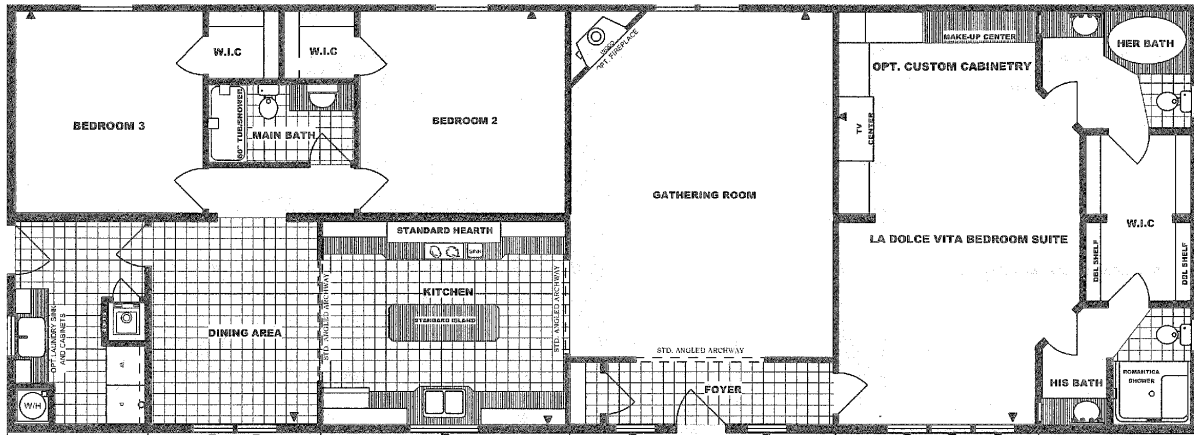 W.I.C
W.I.C
BEDROOM 3
60" TUB/SHOWER
MAIN BATH
BEDROOM 2
OPT. FIREPLACE
GATHERING ROOM
MAKE-UP CENTER
OPT. CUSTOM CABINETRY
TV
CENTER
HER BATH
LA DOLCE VITA BEDROOM SUITE
W.I.C
DBL SHELF
DBL SHELF
STANDARD HEARTH
KITCHEN
STANDARD ISLAND
STD. ANGLED ARCHWAY
STD. ANGLED ARCHWAY
DINING AREA
OPT LAUNDRY SINK
AND CABINETS
W/H
STD. ANGLED ARCHWAY
FOYER
HIS BATH
ROMANTICA
SHOWER